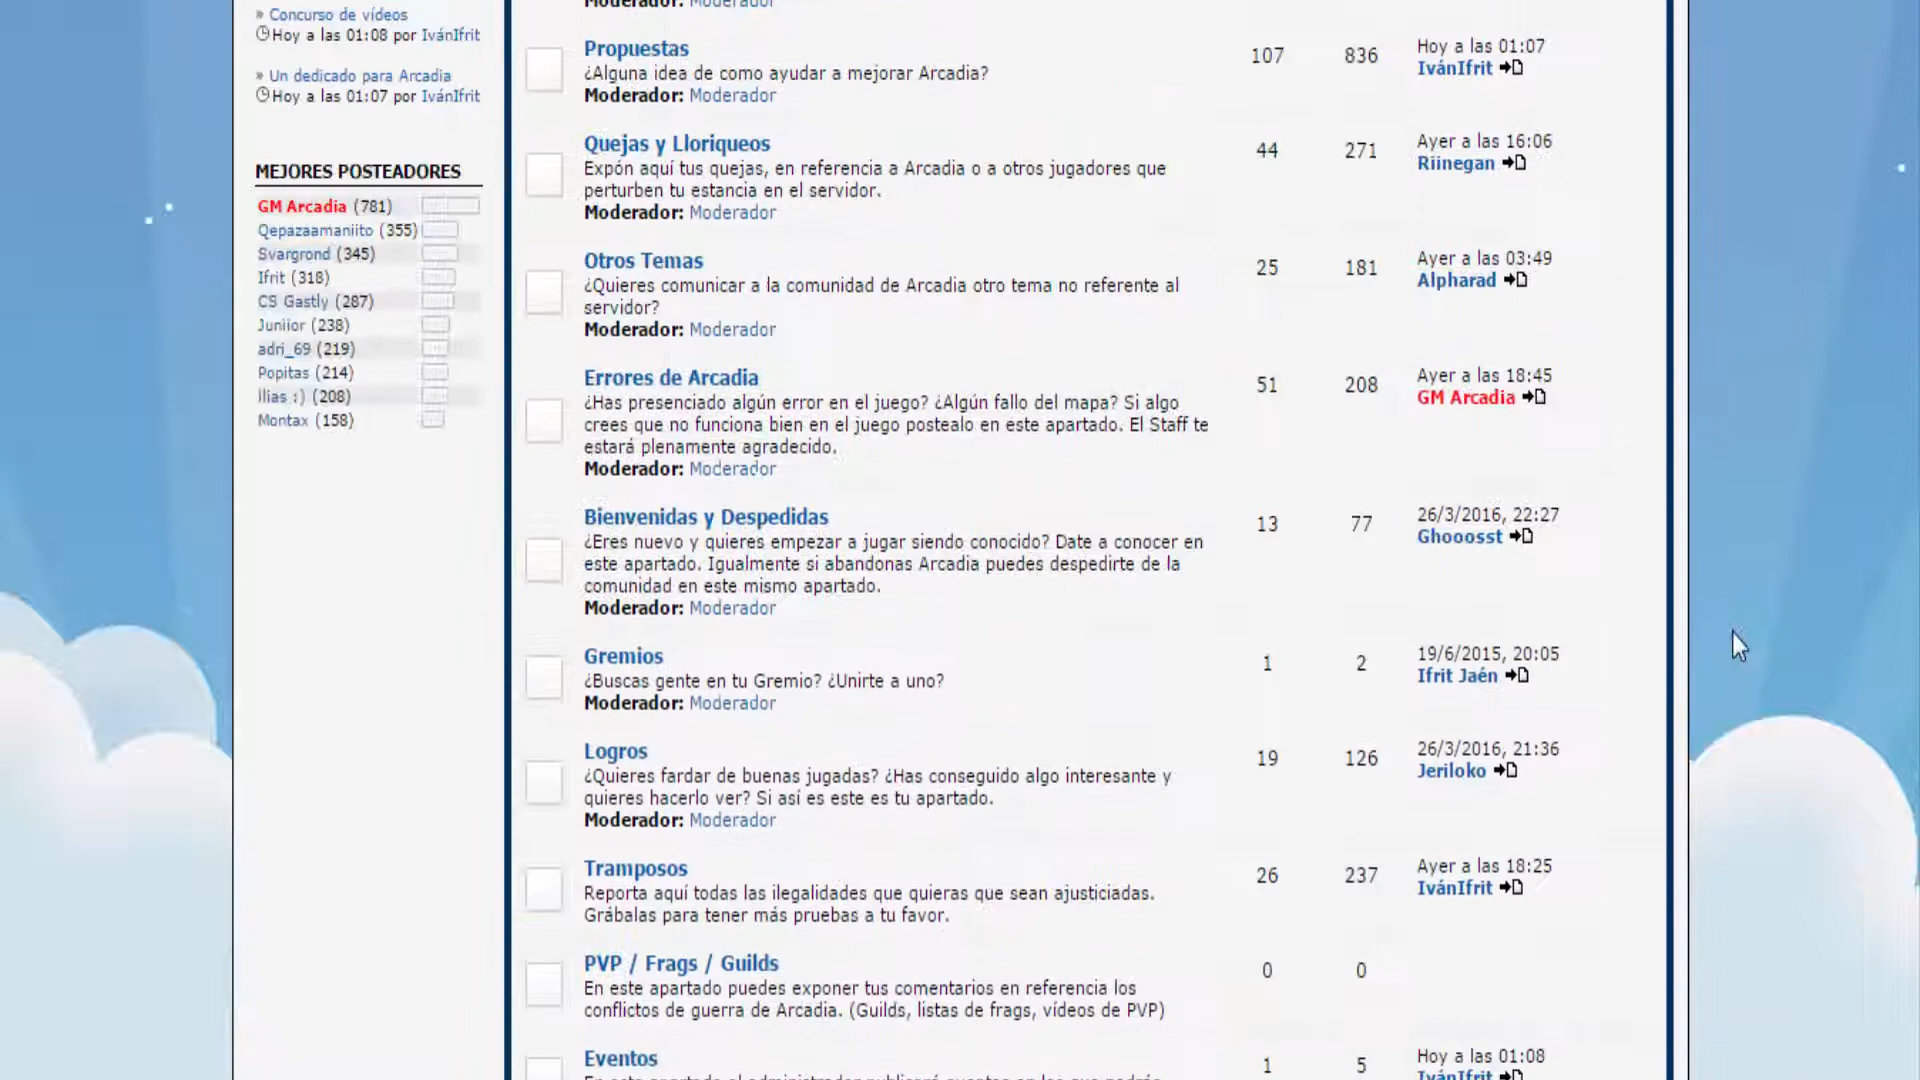 » Concurso de vídeos
Hoy a las 01:08 por IvánIfrit
» Un dedicado para Arcadia
Hoy a las 01:07 por IvánIfrit
MEJORES POSTEADORES
GM Arcadia (781)
Qepazaamaniito (355)
Svargrond (345)
Ifrit (318)
CS Gastly (287)
Juniior (238)
adri_69 (219)
Popitas (214)
Ilias :) (208)
Montax (158)
Moderador: Moderador
Propuestas
¿Alguna idea de como ayudar a mejorar Arcadia?
Moderador: Moderador
107 836
Hoy a las 01:07
IvánIfrit
Quejas y Lloriqueos
Expón aquí tus quejas, en referencia a Arcadia o a otros jugadores que
perturben tu estancia en el servidor.
Moderador: Moderador
44 271
Ayer a las 16:06
Riinegan
Otros Temas
¿Quieres comunicar a la comunidad de Arcadia otro tema no referente al
servidor?
Moderador: Moderador
25 181
Ayer a las 03:49
Alpharad
Errores de Arcadia
¿Has presenciado algún error en el juego? ¿Algún fallo del mapa? Si algo
crees que no funciona bien en el juego postealo en este apartado. El Staff te
estará plenamente agradecido.
Moderador: Moderador
51 208
Ayer a las 18:45
GM Arcadia
Bienvenidas y Despedidas
¿Eres nuevo y quieres empezar a jugar siendo conocido? Date a conocer en
este apartado. Igualmente si abandonas Arcadia puedes despedirte de la
comunidad en este mismo apartado.
Moderador: Moderador
13 77
26/3/2016, 22:27
Ghooosst
Gremios
¿Buscas gente en tu Gremio? ¿Unirte a uno?
Moderador: Moderador
1 2
19/6/2015, 20:05
Ifrit Jaén
Logros
¿Quieres fardar de buenas jugadas? ¿Has conseguido algo interesante y
quieres hacerlo ver? Si así es este es tu apartado.
Moderador: Moderador
19 126
26/3/2016, 21:36
Jeriloko
Tramposos
Reporta aquí todas las ilegalidades que quieras que sean ajusticiadas.
Grábalas para tener más pruebas a tu favor.
26 237
Ayer a las 18:25
IvánIfrit
PVP / Frags / Guilds
En este apartado puedes exponer tus comentarios en referencia los
conflictos de guerra de Arcadia. (Guilds, listas de frags, vídeos de PVP)
0 0
Eventos
1 5
Hoy a las 01:08
IvánIfrit